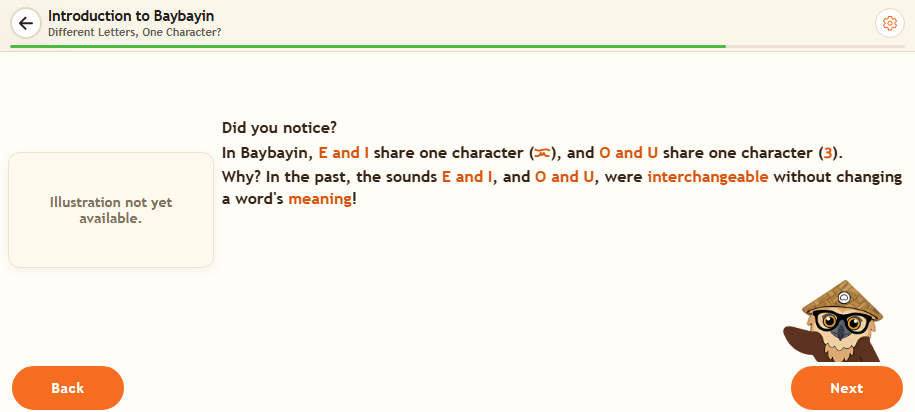 Introduction to Baybayin
Different Letters, One Character?
Did you notice?
In Baybayin, E and I share one character (ᜁ), and O and U share one character (ᜂ).
Why? In the past, the sounds E and I, and O and U, were interchangeable without changing
a word's meaning!
Illustration not yet
available.
Back
Next